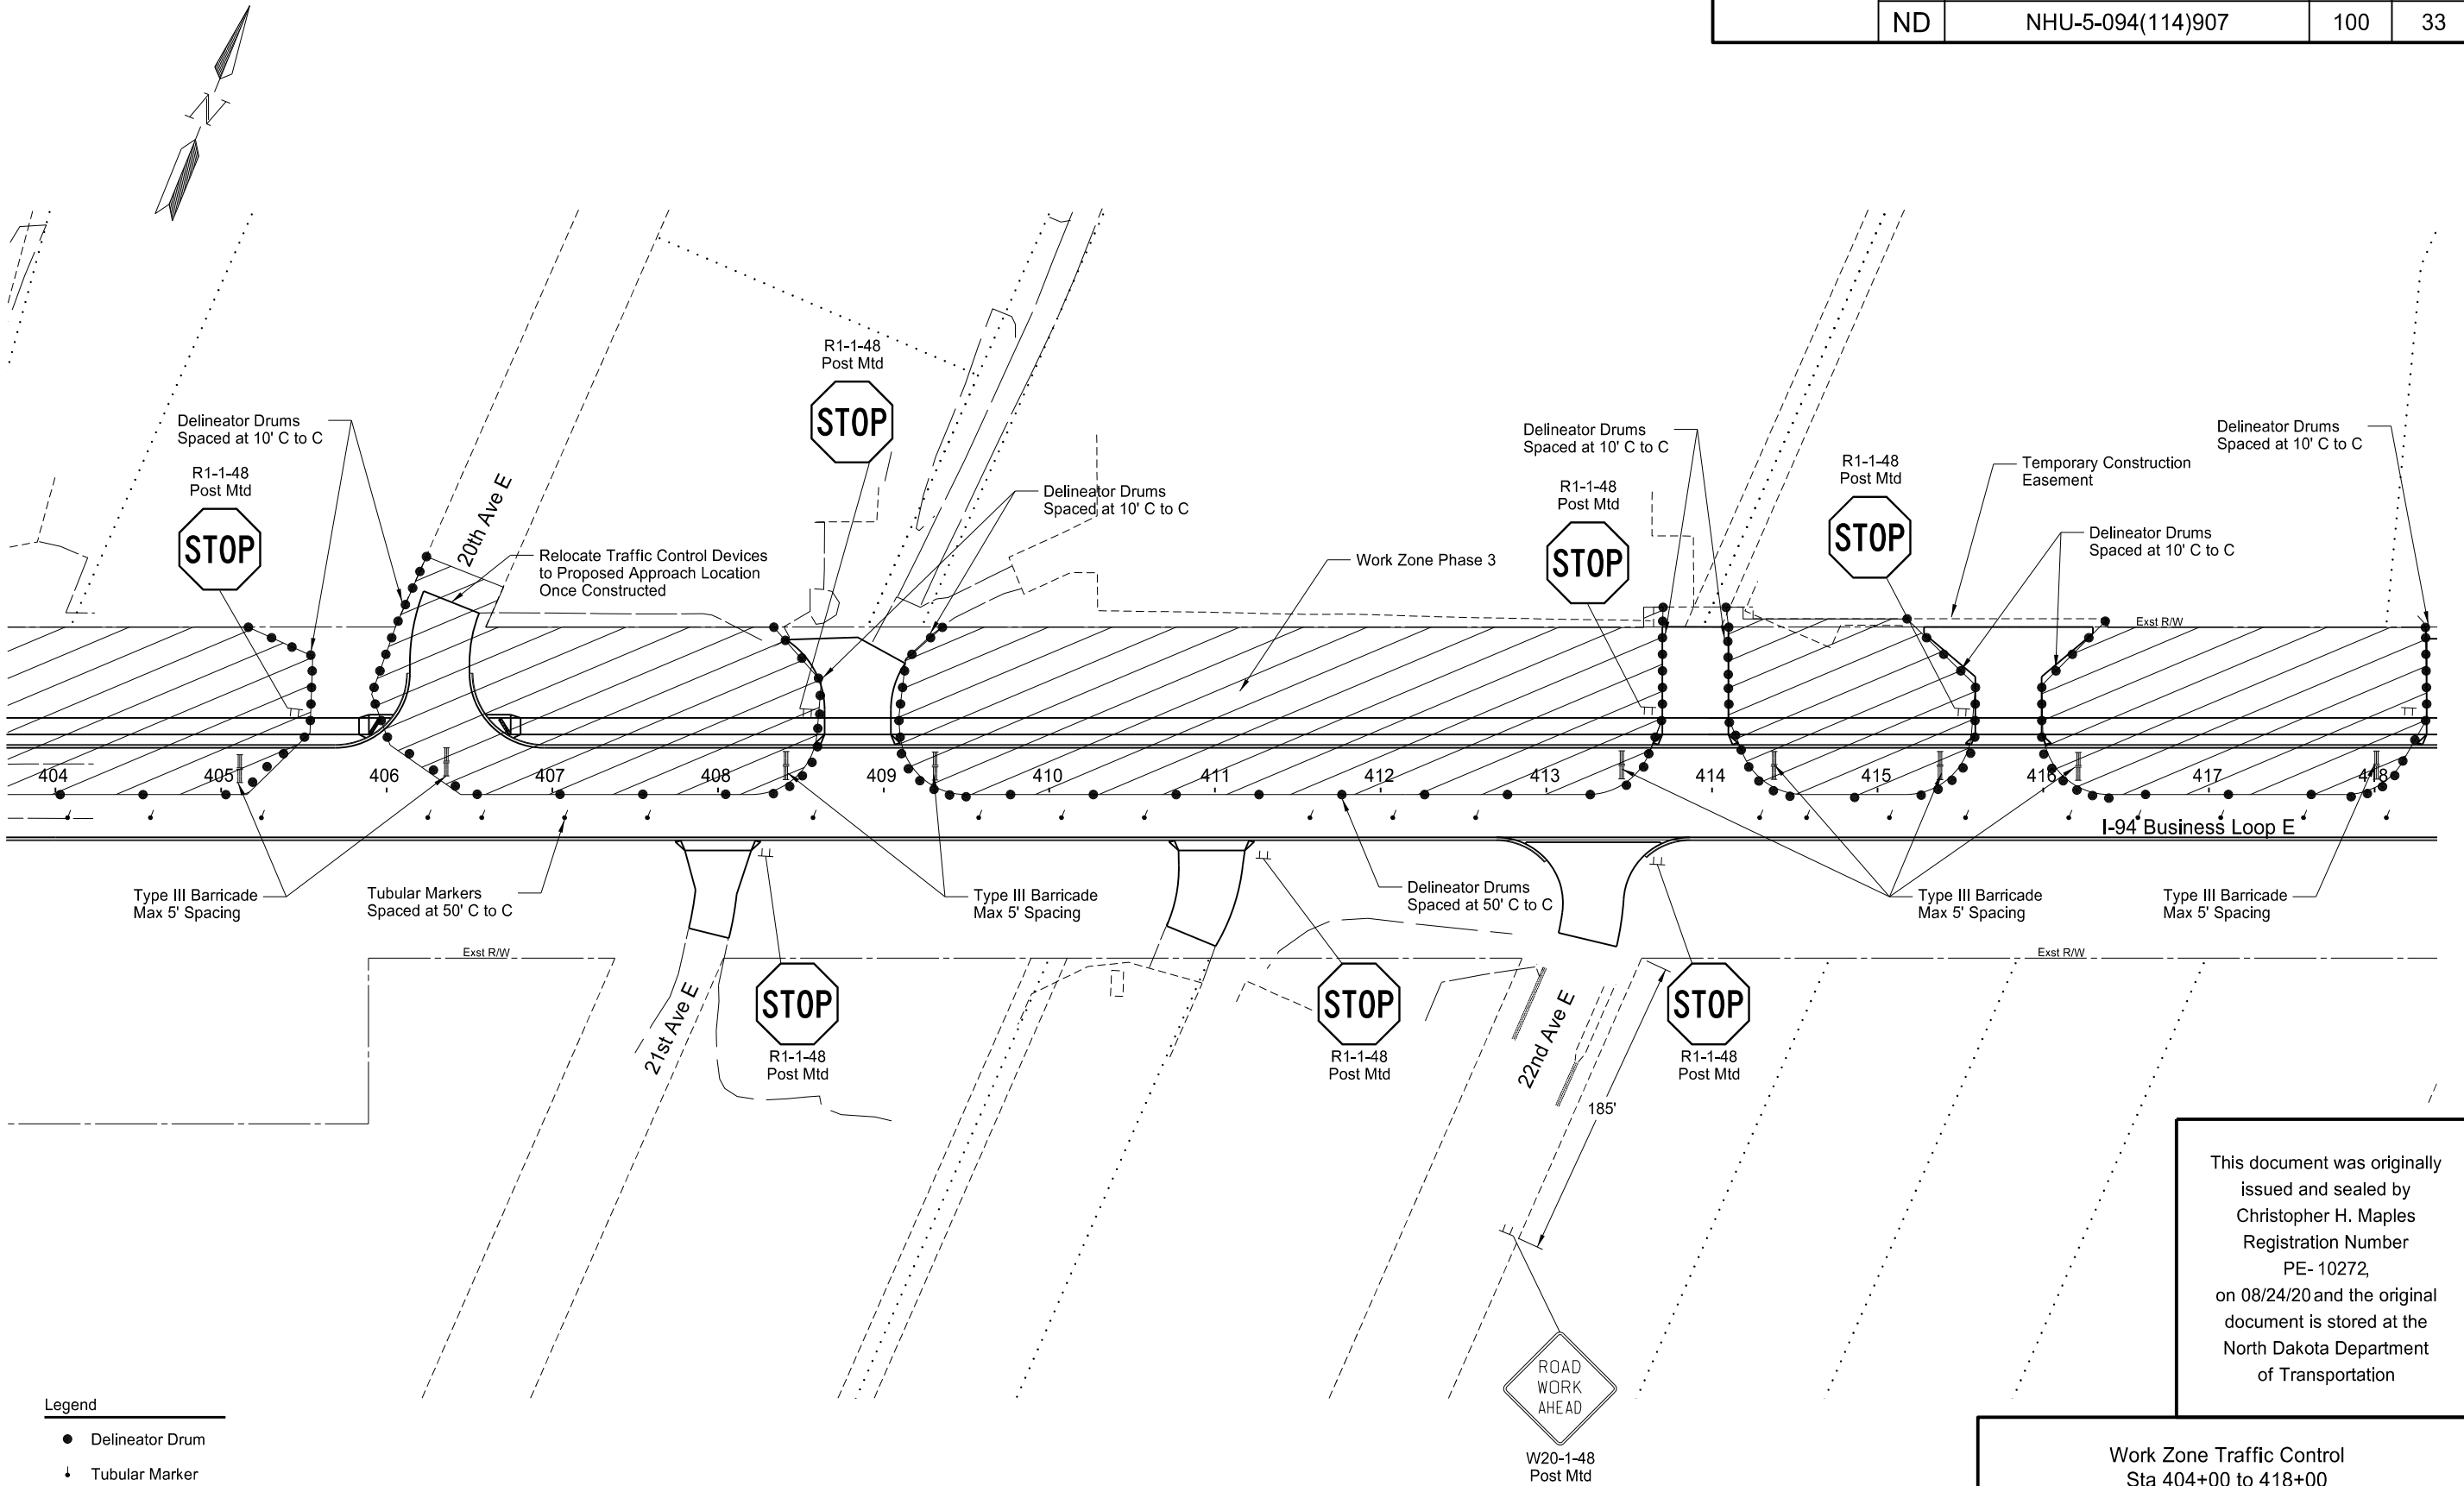 ND NHU-5-094(114)907 100 33
N
R1-1-48
Post Mtd
STOP
Delineator Drums
Spaced at 10' C to C
R1-1-48
Post Mtd
STOP
20th Ave E
Relocate Traffic Control Devices
to Proposed Approach Location
Once Constructed
Delineator Drums
Spaced at 10' C to C
Work Zone Phase 3
Delineator Drums
Spaced at 10' C to C
R1-1-48
Post Mtd
STOP
R1-1-48
Post Mtd
STOP
Temporary Construction
Easement
Delineator Drums
Spaced at 10' C to C
Delineator Drums
Spaced at 10' C to C
Exst R/W
404 405 406 407 408 409 410 411 412 413 414 415 416 417 418
I-94 Business Loop E
Type III Barricade
Max 5' Spacing
Tubular Markers
Spaced at 50' C to C
Type III Barricade
Max 5' Spacing
Delineator Drums
Spaced at 50' C to C
Type III Barricade
Max 5' Spacing
Type III Barricade
Max 5' Spacing
Exst R/W
Exst R/W
21st Ave E
STOP
R1-1-48
Post Mtd
STOP
R1-1-48
Post Mtd
22nd Ave E
STOP
R1-1-48
Post Mtd
185'
ROAD
WORK
AHEAD
W20-1-48
Post Mtd
This document was originally
issued and sealed by
Christopher H. Maples
Registration Number
PE- 10272,
on 08/24/20 and the original
document is stored at the
North Dakota Department
of Transportation
Legend
Delineator Drum
Tubular Marker
Work Zone Traffic Control
Sta 404+00 to 418+00